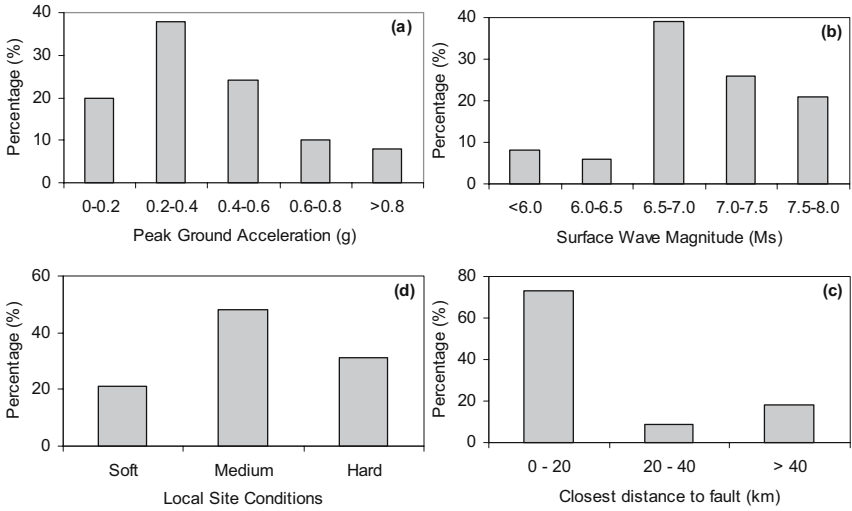 (a)
Percentage (%)
40
30
20
10
0
0-0.2 0.2-0.4 0.4-0.6 0.6-0.8 >0.8
Peak Ground Acceleration (g)
(b)
Percentage (%)
40
30
20
10
0
<6.0 6.0-6.5 6.5-7.0 7.0-7.5 7.5-8.0
Surface Wave Magnitude (Ms)
(d)
Percentage (%)
60
40
20
0
Soft Medium Hard
Local Site Conditions
(c)
Percentage (%)
80
60
40
20
0
0 - 20 20 - 40 > 40
Closest distance to fault (km)